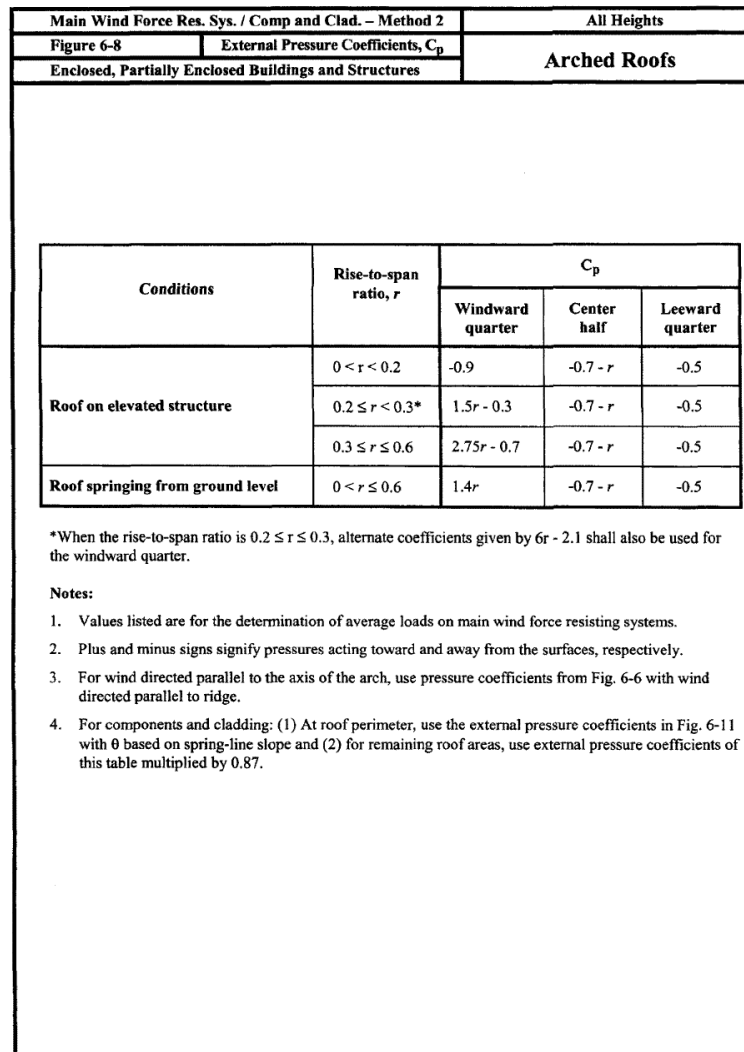 Main Wind Force Res. Sys. / Comp and Clad. – Method 2
All Heights
Figure 6-8
External Pressure Coefficients, Cp
Arched Roofs
Enclosed, Partially Enclosed Buildings and Structures
Conditions
Rise-to-span
ratio, r
Cp
Windward
quarter
Center
half
Leeward
quarter
Roof on elevated structure
0 < r < 0.2
-0.9
-0.7 - r
-0.5
0.2 ≤ r < 0.3*
1.5r - 0.3
-0.7 - r
-0.5
0.3 ≤ r ≤ 0.6
2.75r - 0.7
-0.7 - r
-0.5
Roof springing from ground level
0 < r ≤ 0.6
1.4r
-0.7 - r
-0.5
*When the rise-to-span ratio is 0.2 ≤ r ≤ 0.3, alternate coefficients given by 6r - 2.1 shall also be used for
the windward quarter.
Notes:
1. Values listed are for the determination of average loads on main wind force resisting systems.
2. Plus and minus signs signify pressures acting toward and away from the surfaces, respectively.
3. For wind directed parallel to the axis of the arch, use pressure coefficients from Fig. 6-6 with wind
directed parallel to ridge.
4. For components and cladding: (1) At roof perimeter, use the external pressure coefficients in Fig. 6-11
with θ based on spring-line slope and (2) for remaining roof areas, use external pressure coefficients of
this table multiplied by 0.87.